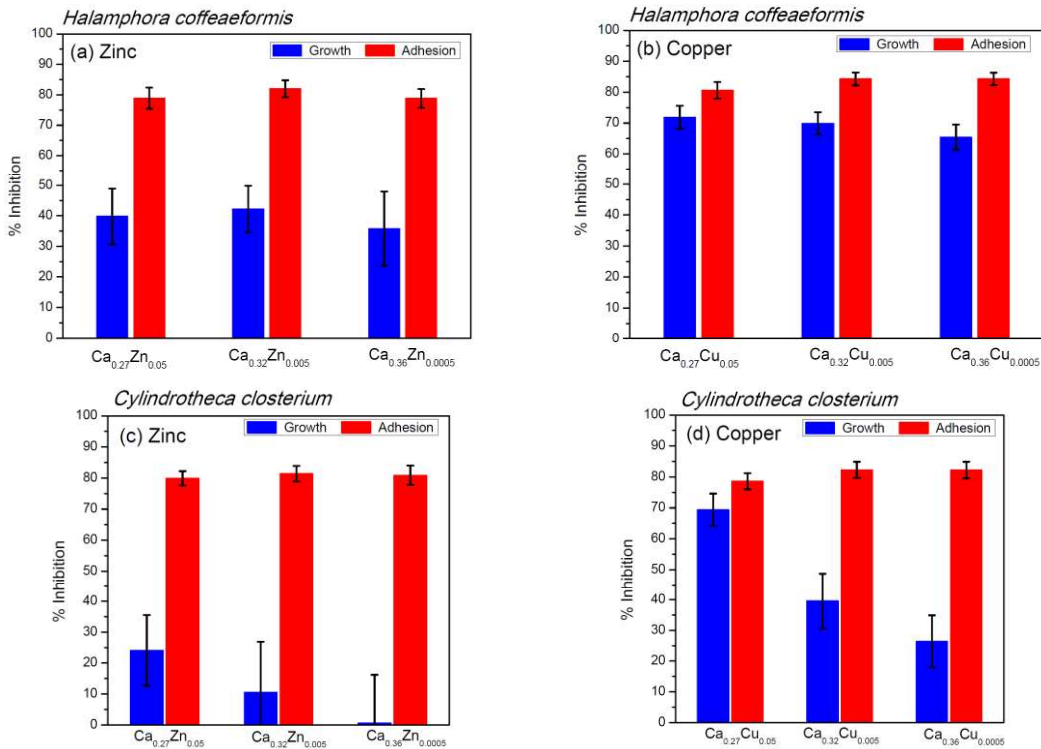 Halamphora coffeaeformis
(a) Zinc
Growth Adhesion
% Inhibition
100
90
80
70
60
50
40
30
20
10
0
Ca0.27Zn0.05 Ca0.32Zn0.005 Ca0.36Zn0.0005
Halamphora coffeaeformis
(b) Copper
Growth Adhesion
% Inhibition
100
90
80
70
60
50
40
30
20
10
0
Ca0.27Cu0.05 Ca0.32Cu0.005 Ca0.36Cu0.0005
Cylindrotheca closterium
(c) Zinc
Growth Adhesion
% Inhibition
100
90
80
70
60
50
40
30
20
10
0
Ca0.27Zn0.05 Ca0.32Zn0.005 Ca0.36Zn0.0005
Cylindrotheca closterium
(d) Copper
Growth Adhesion
% Inhibition
100
90
80
70
60
50
40
30
20
10
0
Ca0.27Cu0.05 Ca0.32Cu0.005 Ca0.36Cu0.0005